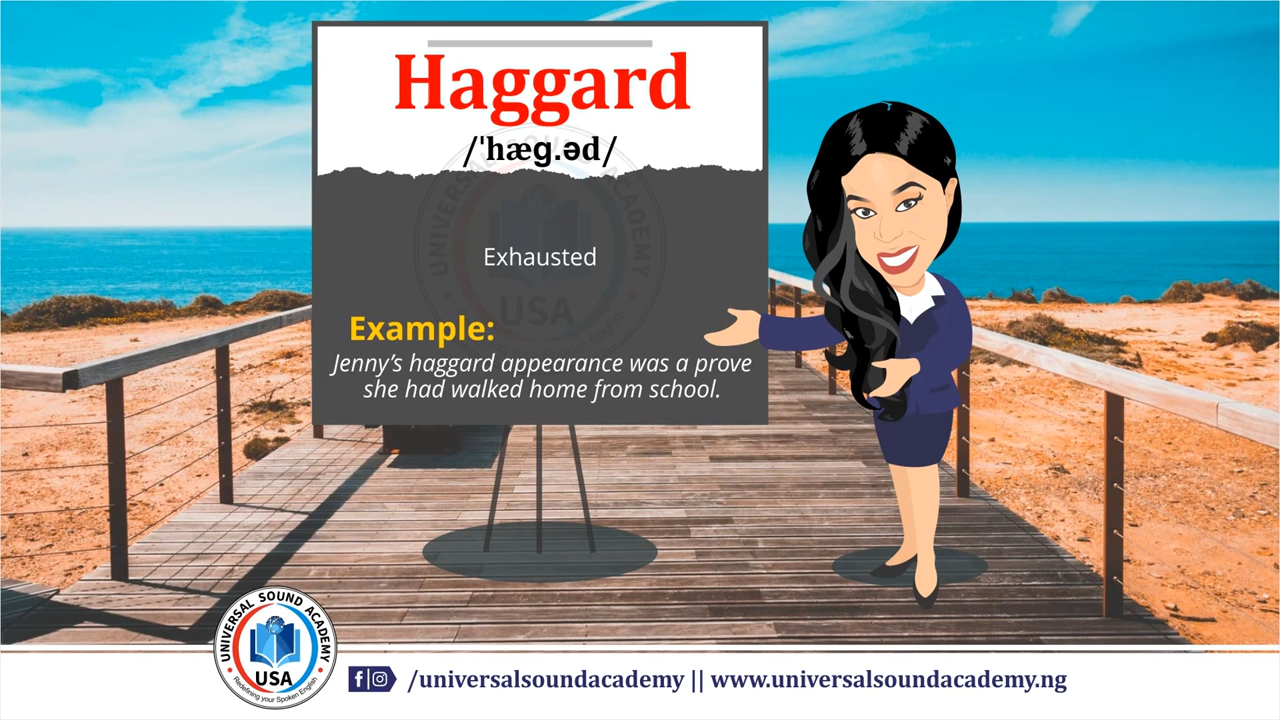 Haggard
/ˈhæɡ.əd/
Exhausted
Example:
Jenny’s haggard appearance was a prove
she had walked home from school.
UNIVERSAL SOUND ACADEMY
USA
Redefining your Spoken English
/universalsoundacademy || www.universalsoundacademy.ng